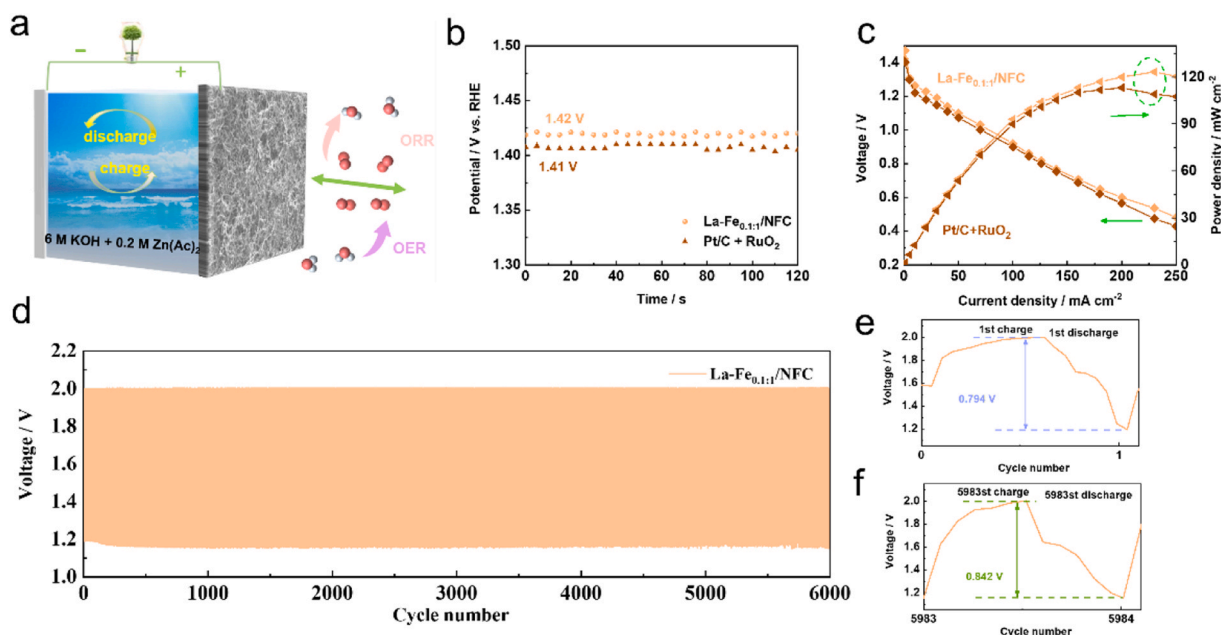 a
−
+
discharge
charge
6 M KOH + 0.2 M Zn(Ac)2
ORR
OER
b
1.50
1.45
1.40
1.35
1.30
Potential / V vs. RHE
1.42 V
1.41 V
La-Fe0.1:1/NFC
Pt/C + RuO2
0 20 40 60 80 100 120
Time / s
c
1.4
1.2
1.0
0.8
0.6
0.4
0.2
Voltage / V
La-Fe0.1:1/NFC
Pt/C+RuO2
120
90
60
30
0
Power density / mW cm-2
0 50 100 150 200 250
Current density / mA cm-2
d
2.2
2.0
1.8
1.6
1.4
1.2
1.0
Voltage / V
La-Fe0.1:1/NFC
0 1000 2000 3000 4000 5000 6000
Cycle number
e
2.0
1.8
1.6
1.4
1.2
Voltage / V
1st charge 1st discharge
0.794 V
0 1
Cycle number
f
2.0
1.8
1.6
1.4
1.2
Voltage / V
5983st charge 5983st discharge
0.842 V
5983 5984
Cycle number